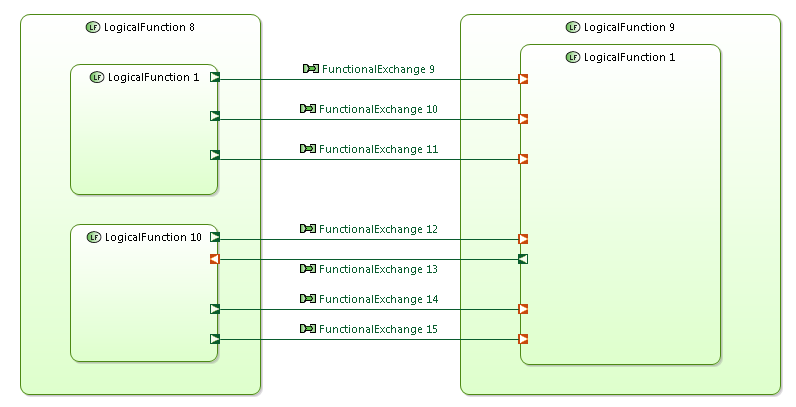 LF LogicalFunction 8
LF LogicalFunction 9
LF LogicalFunction 1
LF LogicalFunction 1
FunctionalExchange 9
FunctionalExchange 10
FunctionalExchange 11
LF LogicalFunction 10
FunctionalExchange 12
FunctionalExchange 13
FunctionalExchange 14
FunctionalExchange 15